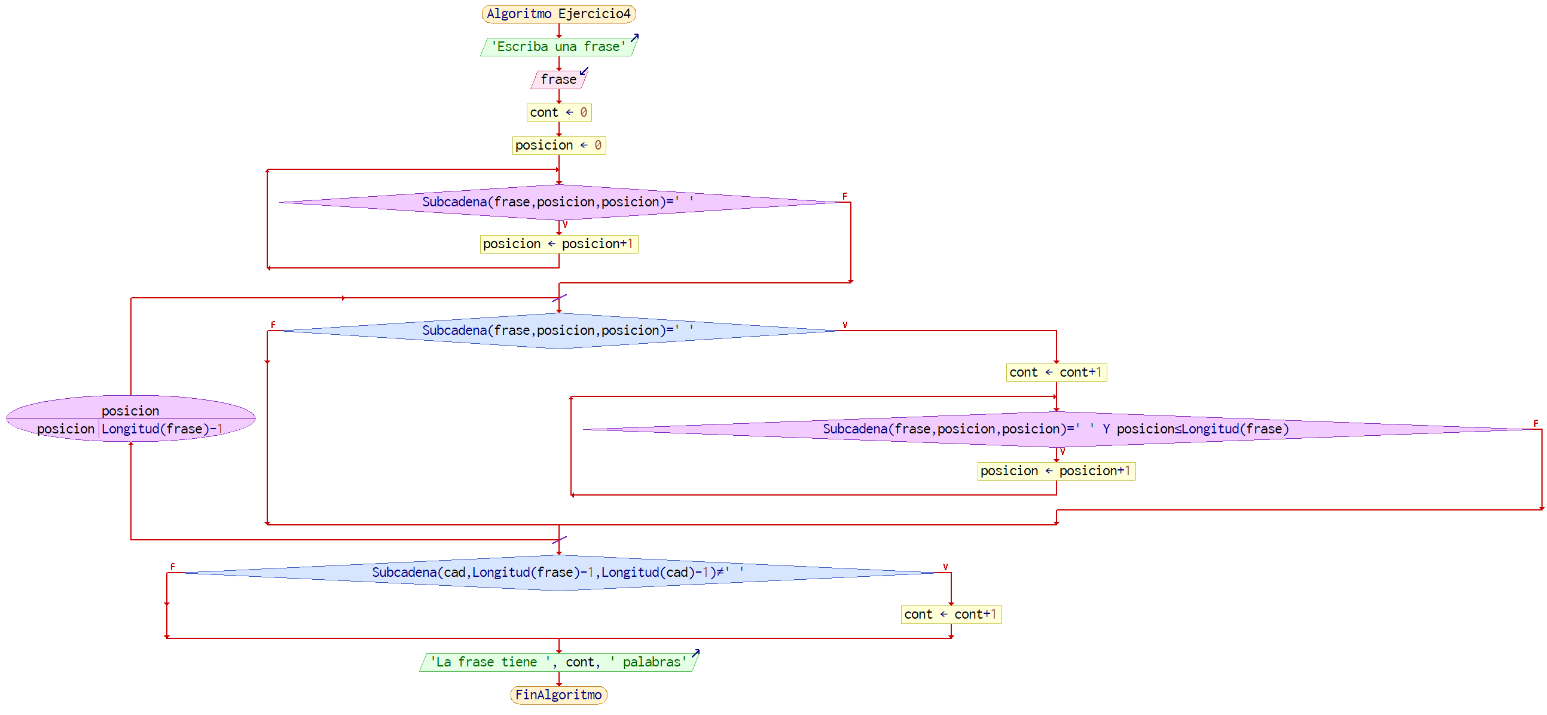 Algoritmo Ejercicio4
'Escriba una frase'
frase
cont ← 0
posicion ← 0
Subcadena(frase,posicion,posicion)=' '
F
V
posicion ← posicion+1
Subcadena(frase,posicion,posicion)=' '
F
V
cont ← cont+1
posicion
posicion Longitud(frase)-1
Subcadena(frase,posicion,posicion)=' ' Y posicion≤Longitud(frase)
F
V
posicion ← posicion+1
Subcadena(cad,Longitud(frase)-1,Longitud(cad)-1)≠' '
F
V
cont ← cont+1
'La frase tiene ', cont, ' palabras'
FinAlgoritmo